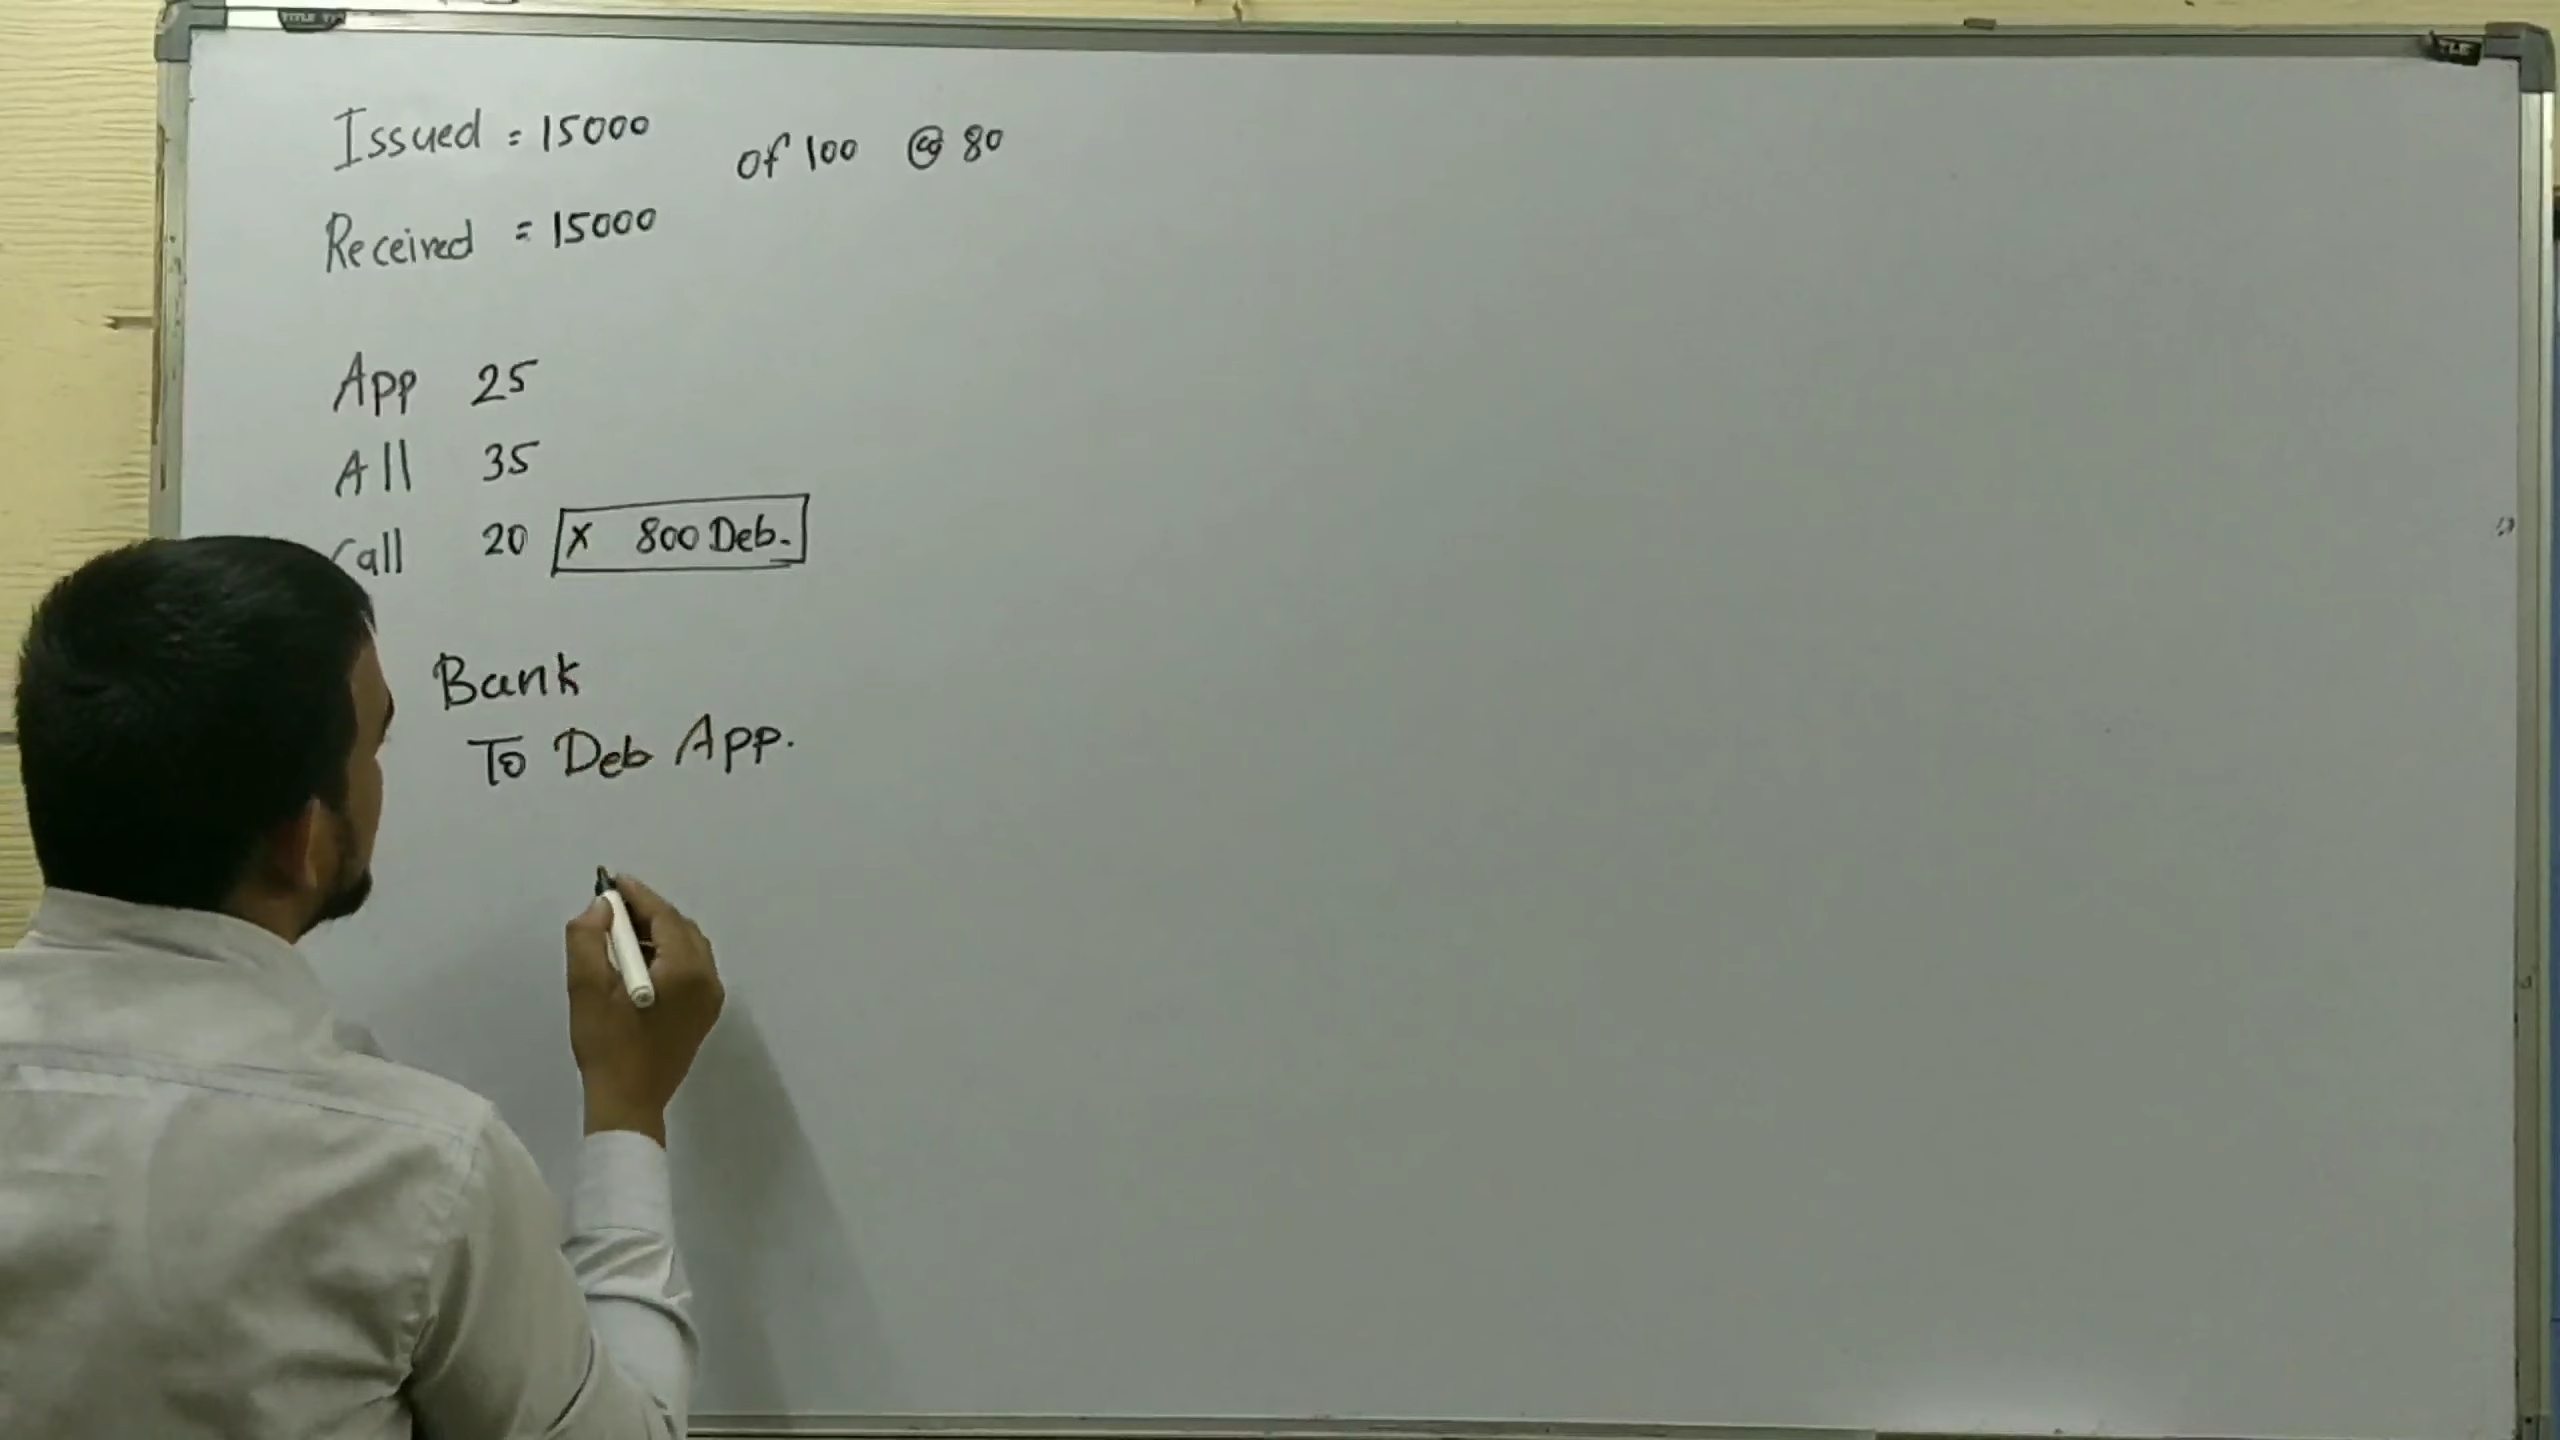 Issued = 15000 of 100 @ 80
Received = 15000
App 25
All 35
Call 20 x 800 Deb.
Bank
To Deb App.